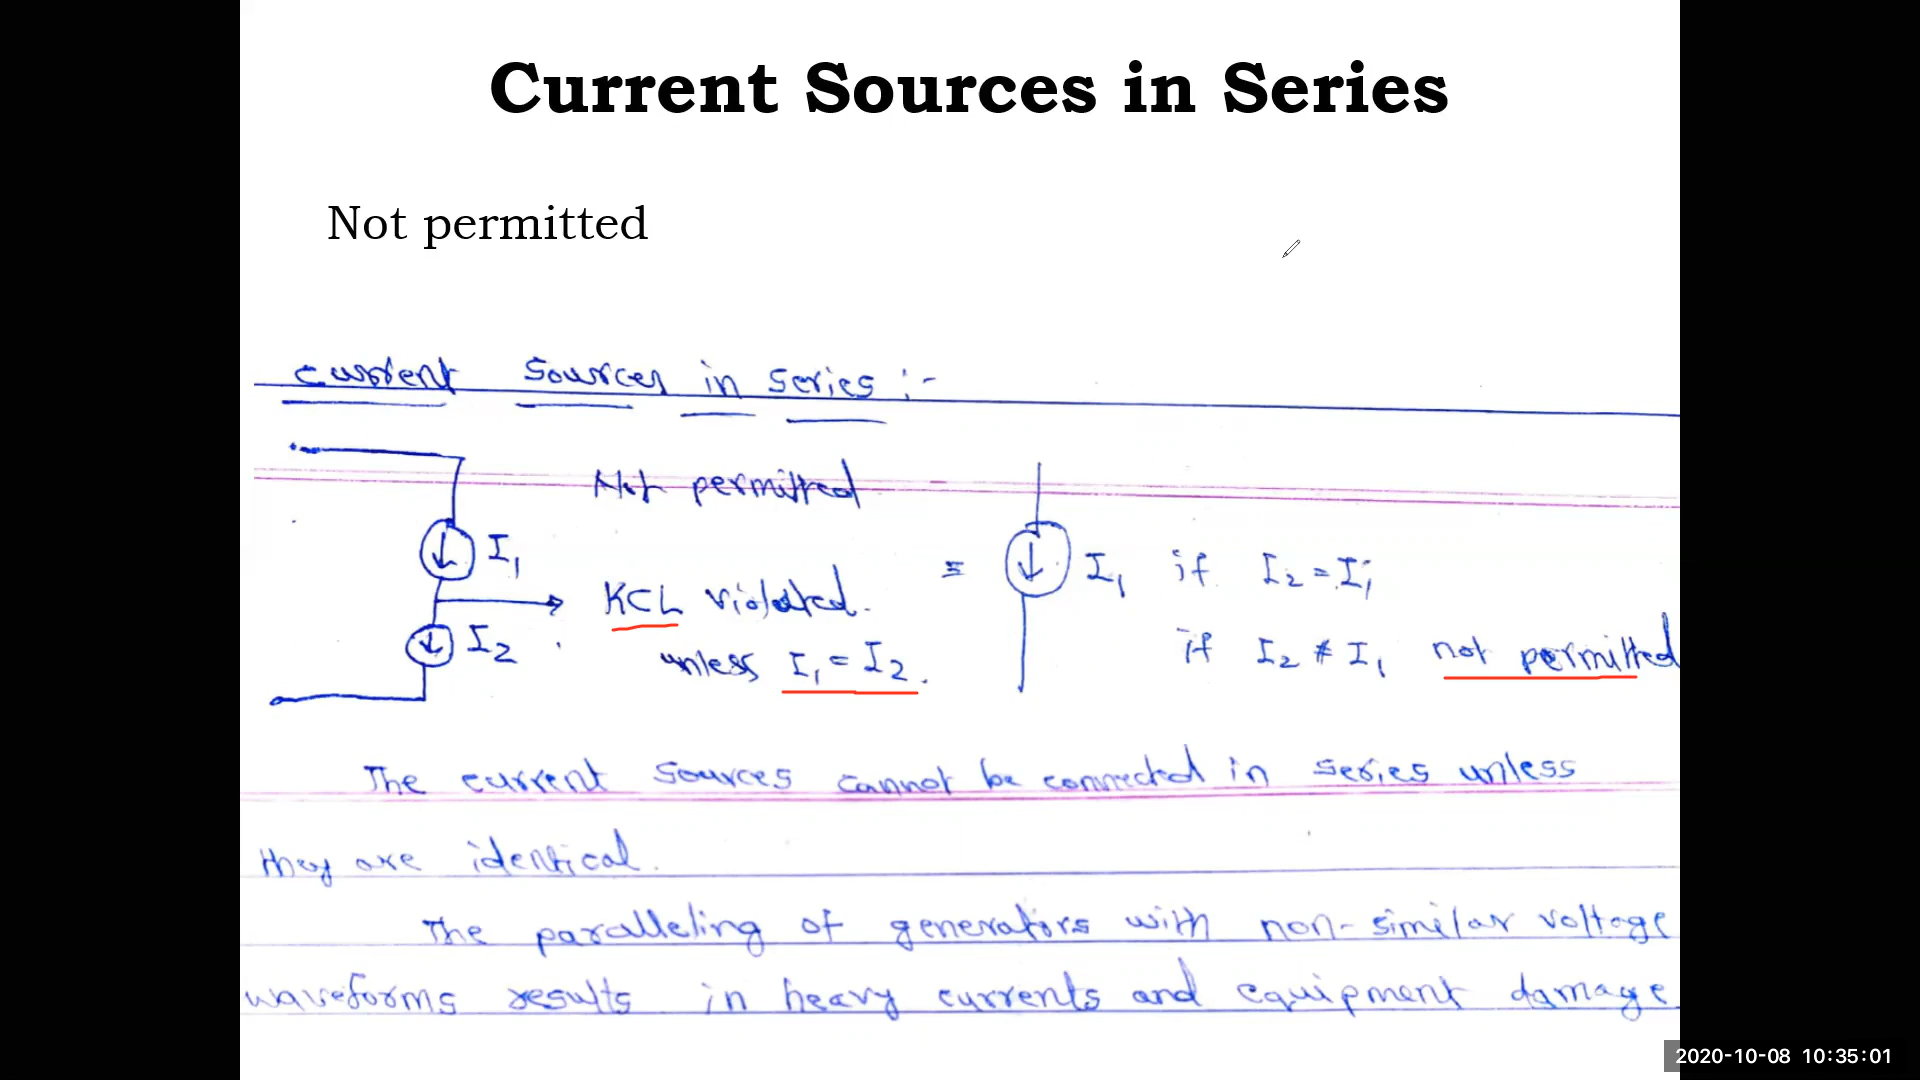 Current Sources in Series
Not permitted
Current Sources in series :-
Not permitted
I1
KCL violated.
= I1 if I2 = I1
I2
unless I1 = I2.
if I2 ≠ I1 not permitted
The current sources cannot be connected in series unless
they are identical.
The paralleling of generators with non-similar voltage
waveforms results in heavy currents and equipment damage
2020-10-08 10:35:01